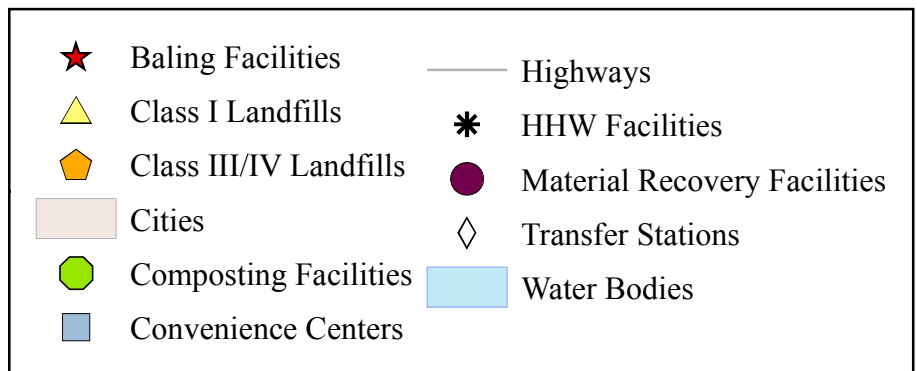 Baling Facilities
Class I Landfills
Class III/IV Landfills
Cities
Composting Facilities
Convenience Centers
Highways
HHW Facilities
Material Recovery Facilities
Transfer Stations
Water Bodies